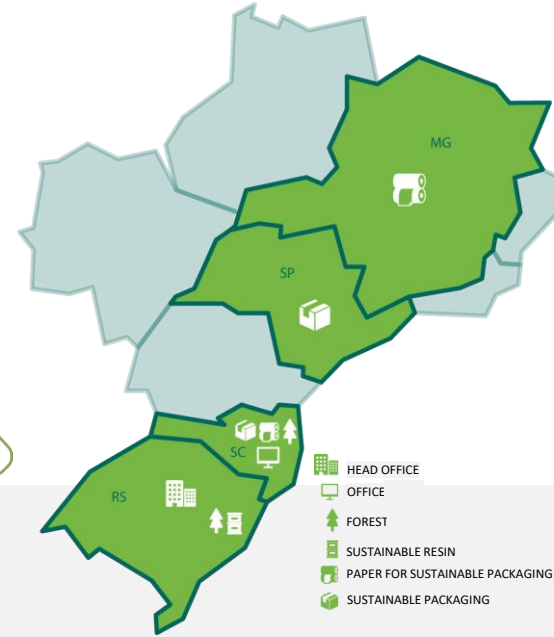 MG
SP
SC
RS
HEAD OFFICE
OFFICE
FOREST
SUSTAINABLE RESIN
PAPER FOR SUSTAINABLE PACKAGING
SUSTAINABLE PACKAGING